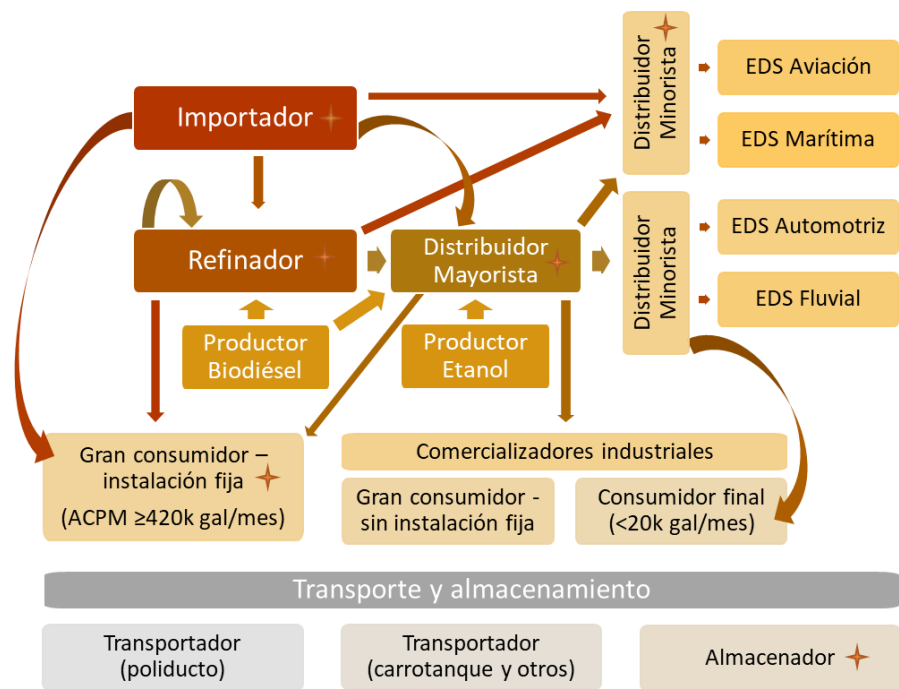 Distribuidor
Minorista
EDS Aviación
Importador
EDS Marítima
Refinador
Distribuidor
Mayorista
Distribuidor
Minorista
EDS Automotriz
EDS Fluvial
Productor
Biodiésel
Productor
Etanol
Gran consumidor –
instalación fija
(ACPM ≥420k gal/mes)
Comercializadores industriales
Gran consumidor -
sin instalación fija
Consumidor final
(<20k gal/mes)
Transporte y almacenamiento
Transportador
(poliducto)
Transportador
(carrotanque y otros)
Almacenador